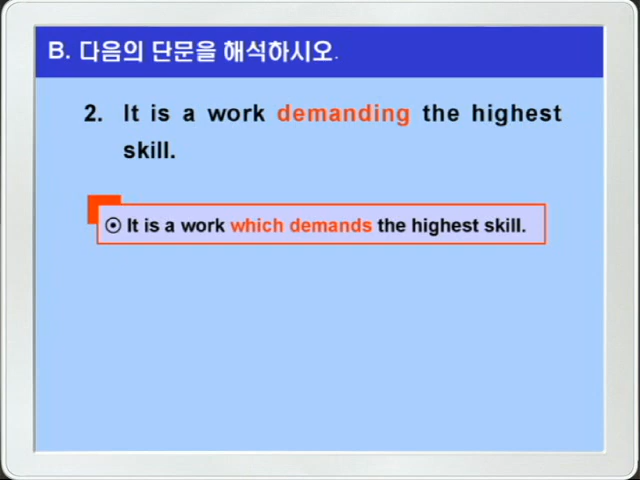 B. 다음의 단문을 해석하시오.
2. It is a work demanding the highest
skill.
⊙ It is a work which demands the highest skill.